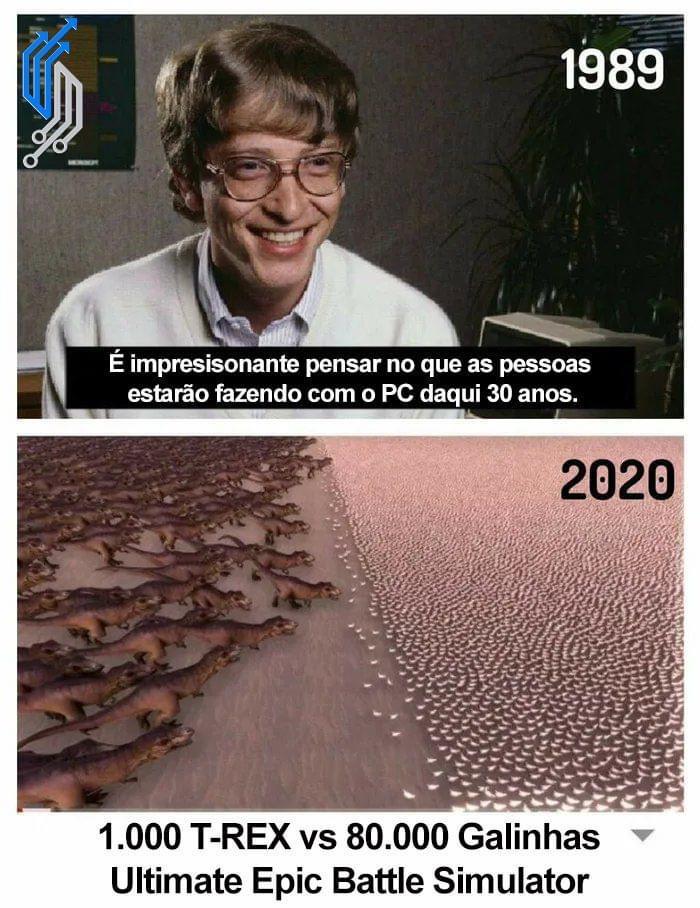 1989
MICROSOFT
É impresisonante pensar no que as pessoas
estarão fazendo com o PC daqui 30 anos.
2020
1.000 T-REX vs 80.000 Galinhas
Ultimate Epic Battle Simulator